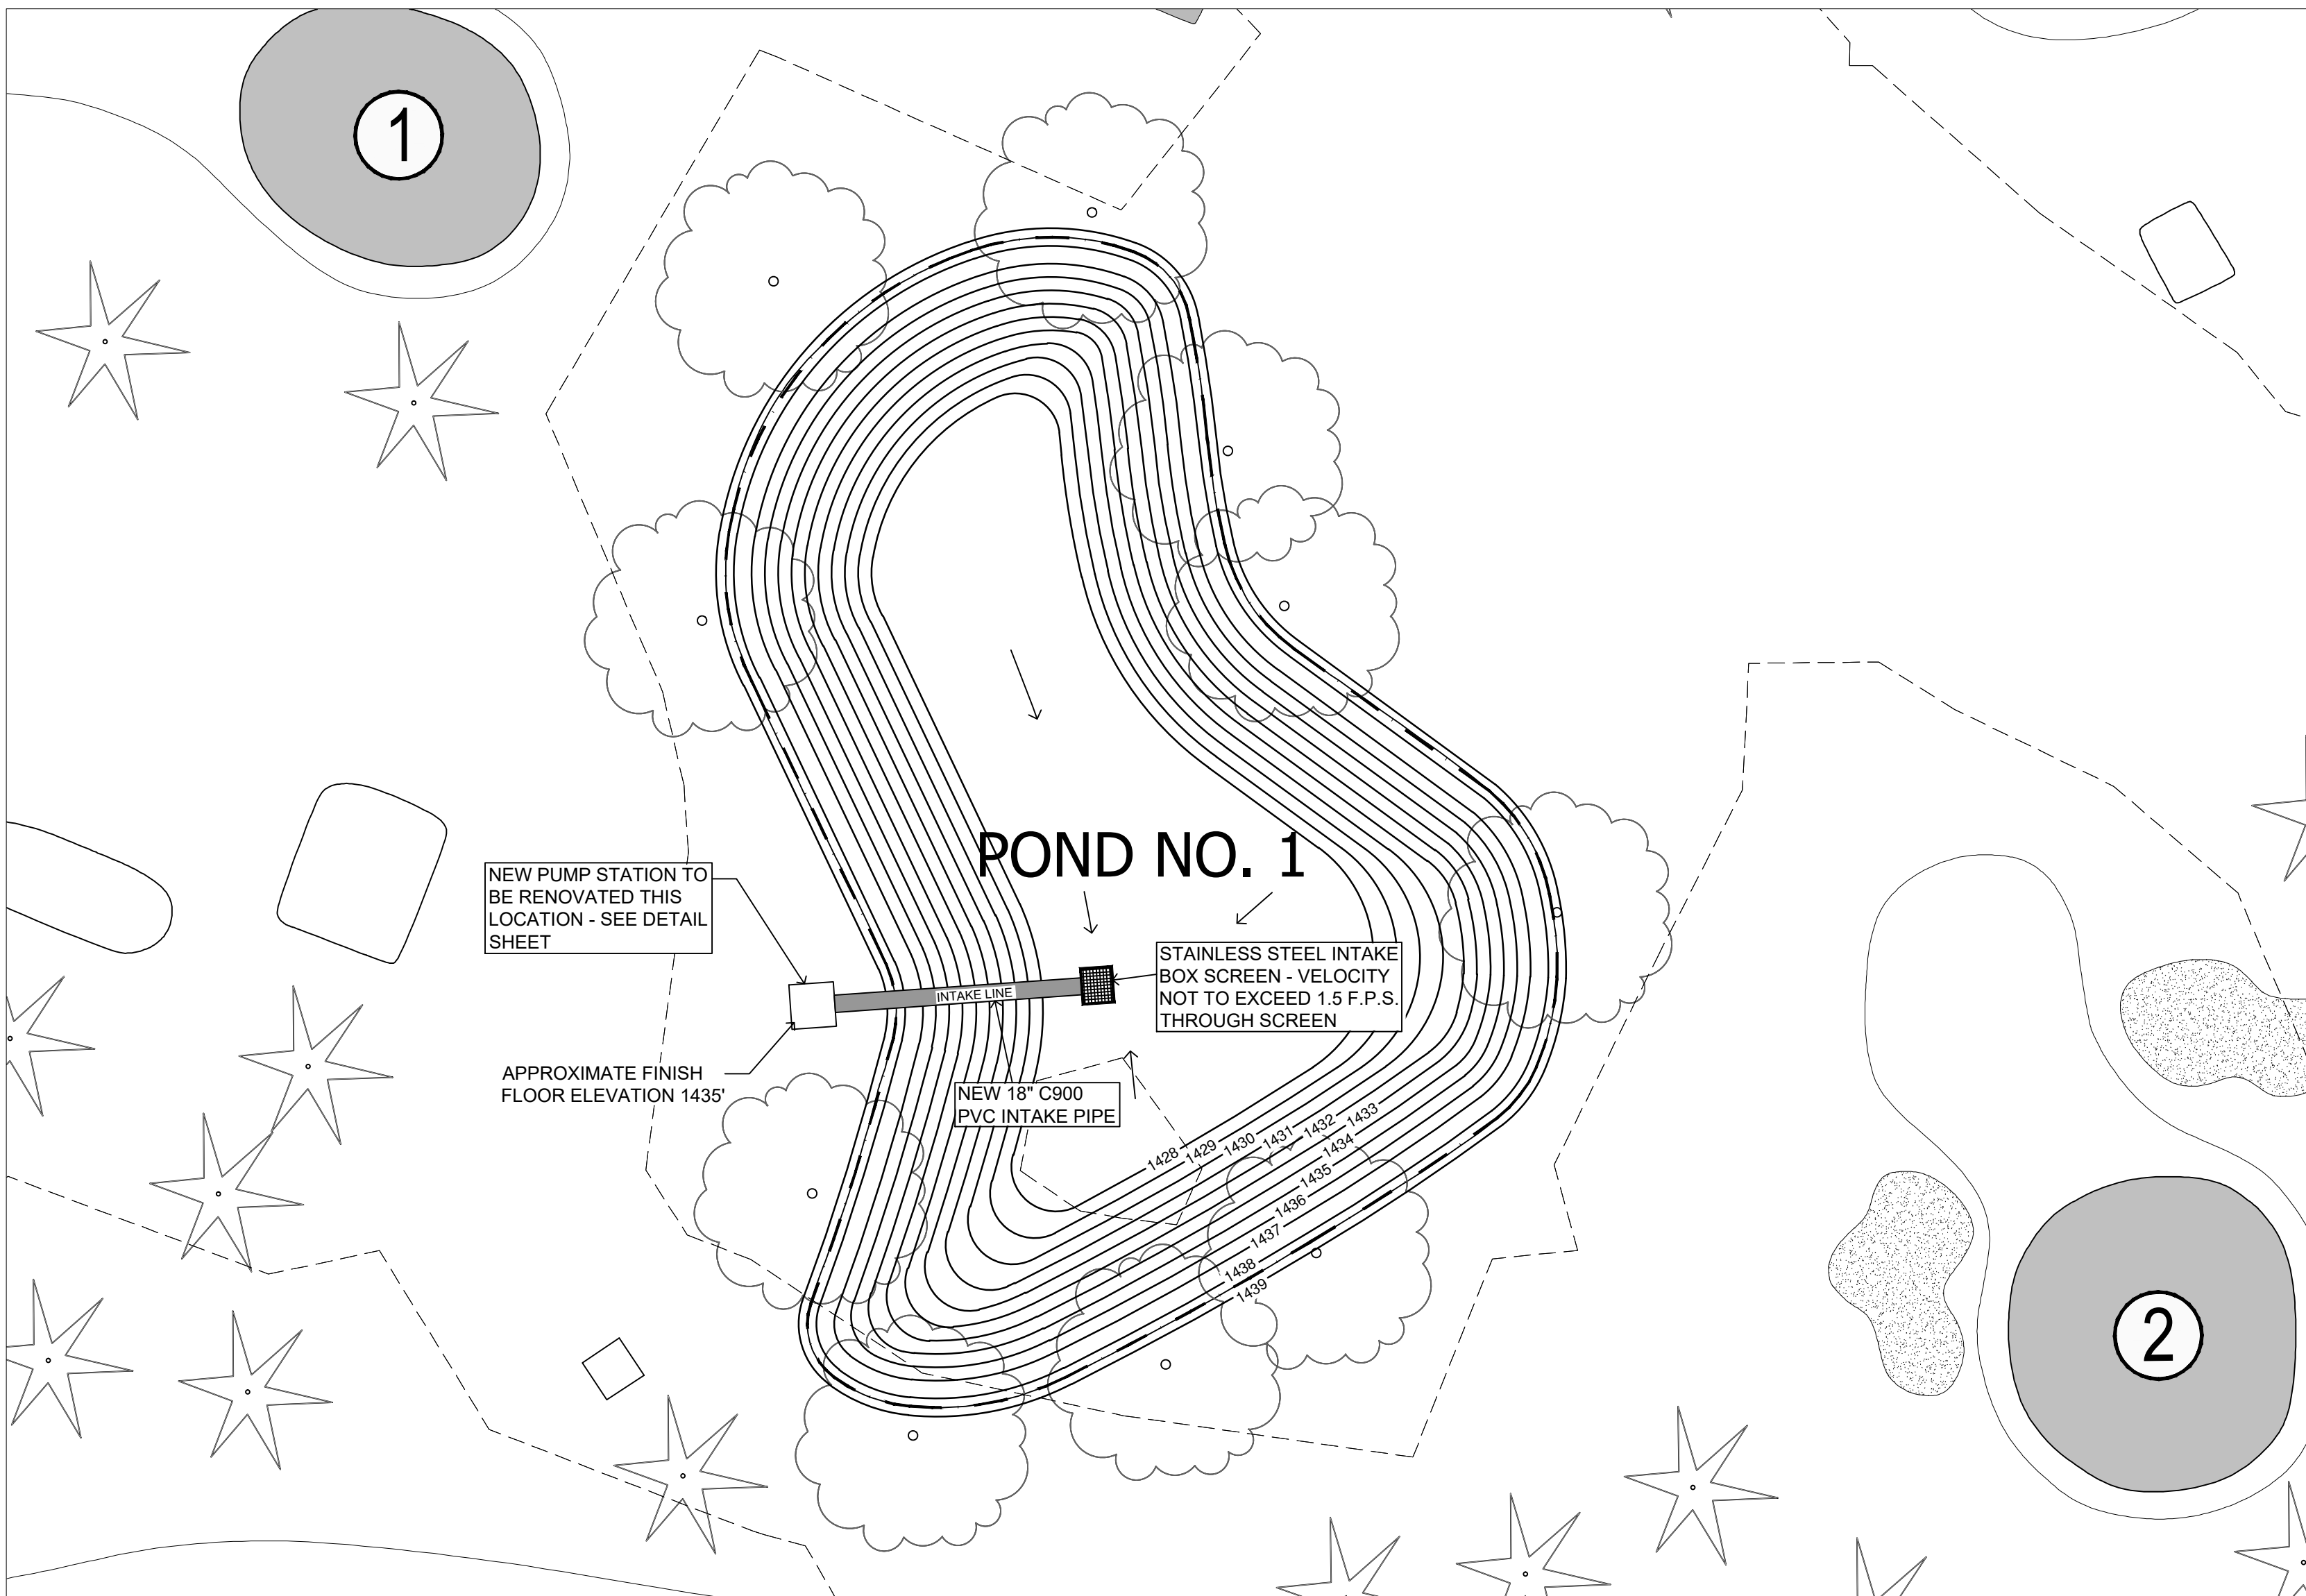 1
POND NO. 1
NEW PUMP STATION TO
BE RENOVATED THIS
LOCATION - SEE DETAIL
SHEET
STAINLESS STEEL INTAKE
BOX SCREEN - VELOCITY
NOT TO EXCEED 1.5 F.P.S.
THROUGH SCREEN
INTAKE LINE
APPROXIMATE FINISH
FLOOR ELEVATION 1435'
NEW 18" C900
PVC INTAKE PIPE
1428
1429
1430
1431
1432
1433
1434
1435
1436
1437
1438
1439
2